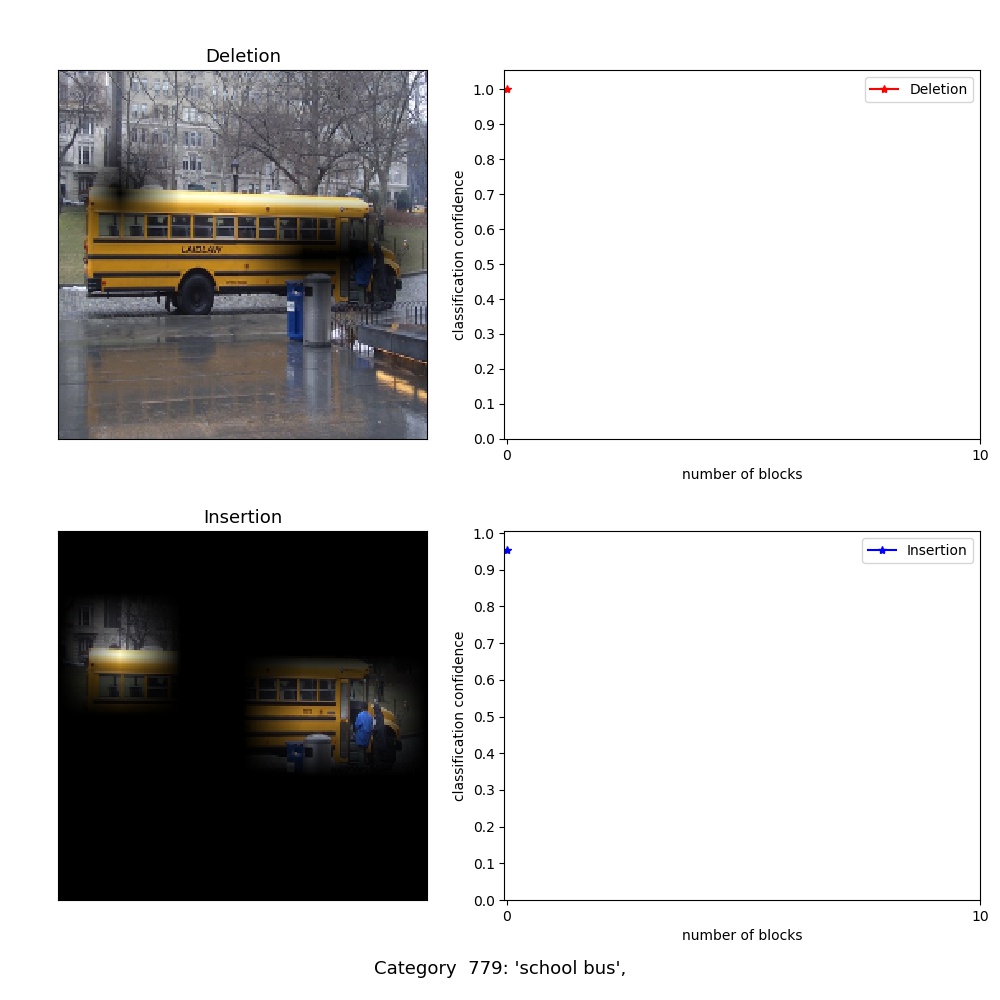 Deletion
1.0
0.9
0.8
0.7
0.6
0.5
0.4
0.3
0.2
0.1
0.0
classification confidence
0
10
number of blocks
Deletion
LAIDLAW
Insertion
1.0
0.9
0.8
0.7
0.6
0.5
0.4
0.3
0.2
0.1
0.0
classification confidence
0
10
number of blocks
Insertion
Category  779: 'school bus',